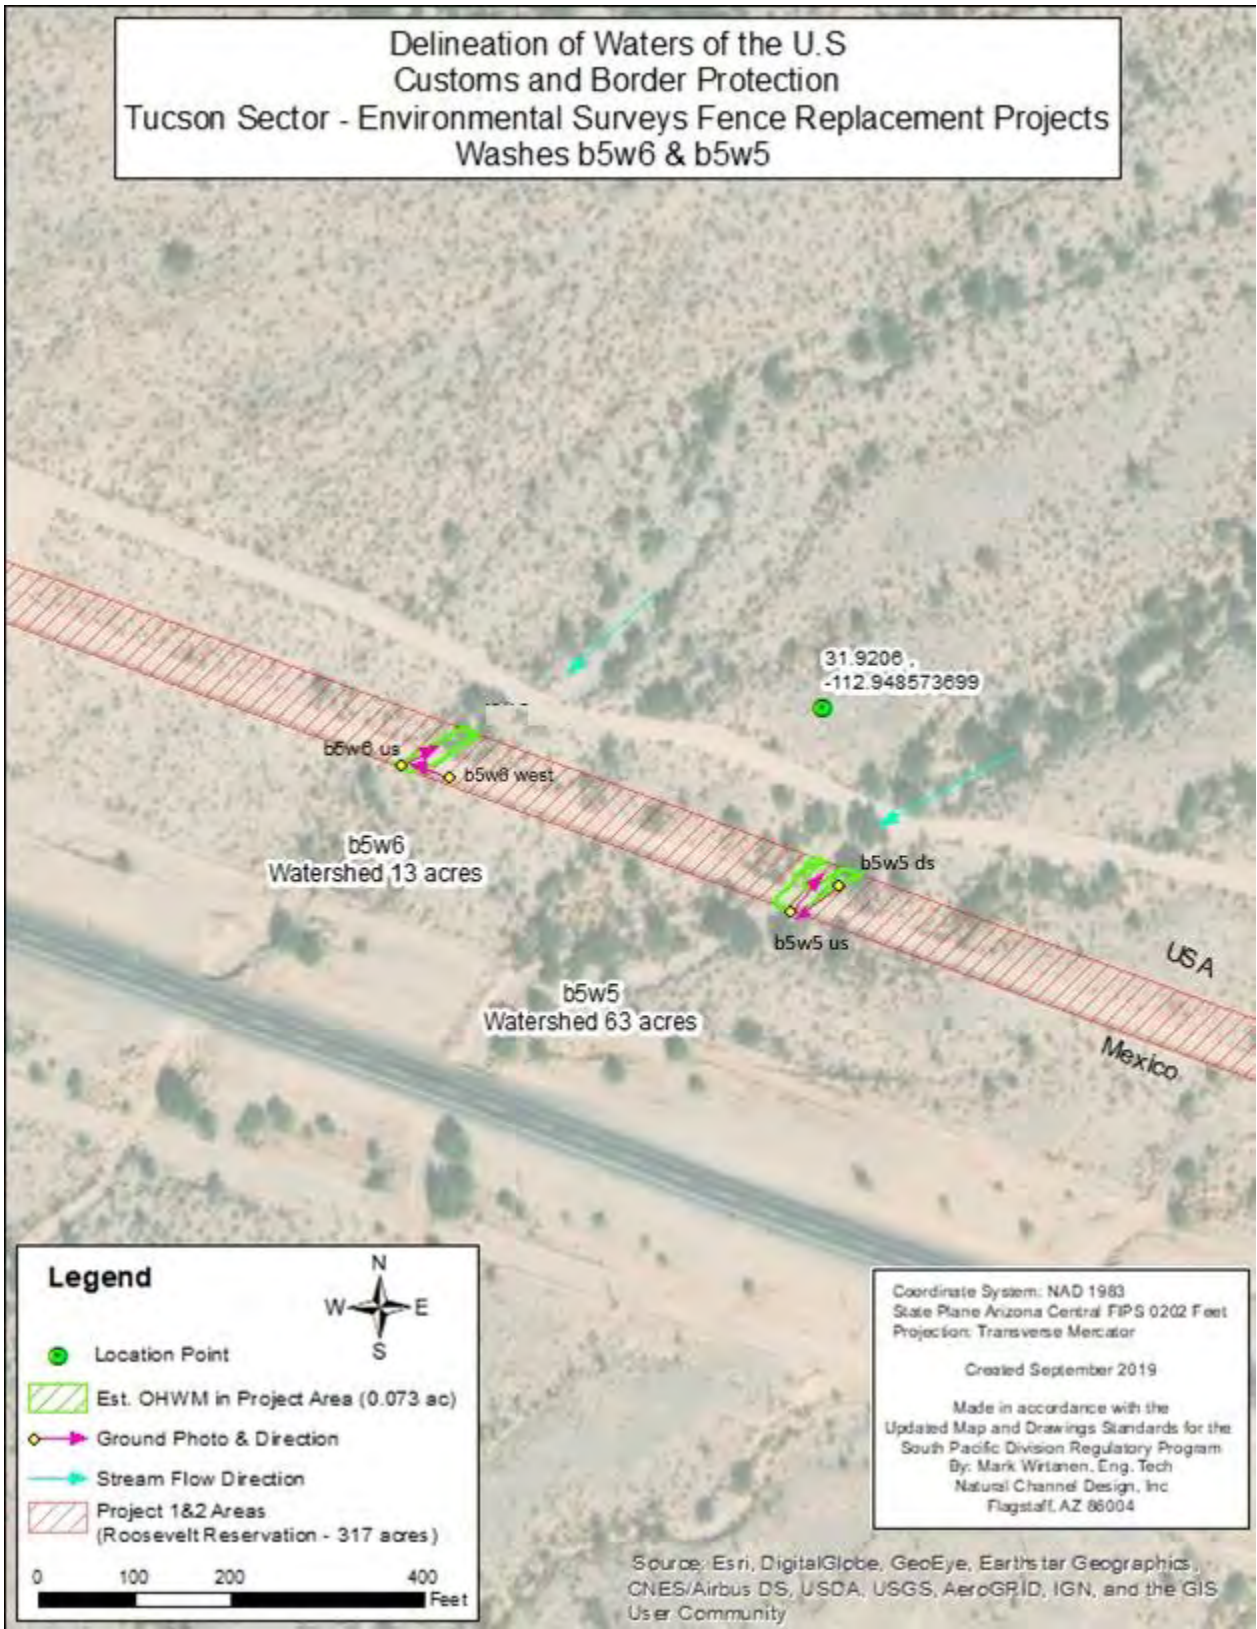 Delineation of Waters of the U.S
Customs and Border Protection
Tucson Sector - Environmental Surveys Fence Replacement Projects
Washes b5w6 & b5w5
31.9206 ,
-112.948573699
b5w6 us
b5w6 west
b5w6
Watershed 13 acres
b5w5 ds
b5w5 us
b5w5
Watershed 63 acres
USA
Mexico
Legend
N
W
E
S
Location Point
Est. OHWM in Project Area (0.073 ac)
Ground Photo & Direction
Stream Flow Direction
Project 1&2 Areas
(Roosevelt Reservation - 317 acres)
0 100 200 400
Feet
Coordinate System: NAD 1983
State Plane Arizona Central FIPS 0202 Feet
Projection: Transverse Mercator
Created September 2019
Made in accordance with the
Updated Map and Drawings Standards for the
South Pacific Division Regulatory Program
By: Mark Wirtanen, Eng. Tech
Natural Channel Design, Inc
Flagstaff, AZ 86004
Source: Esri, DigitalGlobe, GeoEye, Earthstar Geographics,
CNES/Airbus DS, USDA, USGS, AeroGRID, IGN, and the GIS
User Community